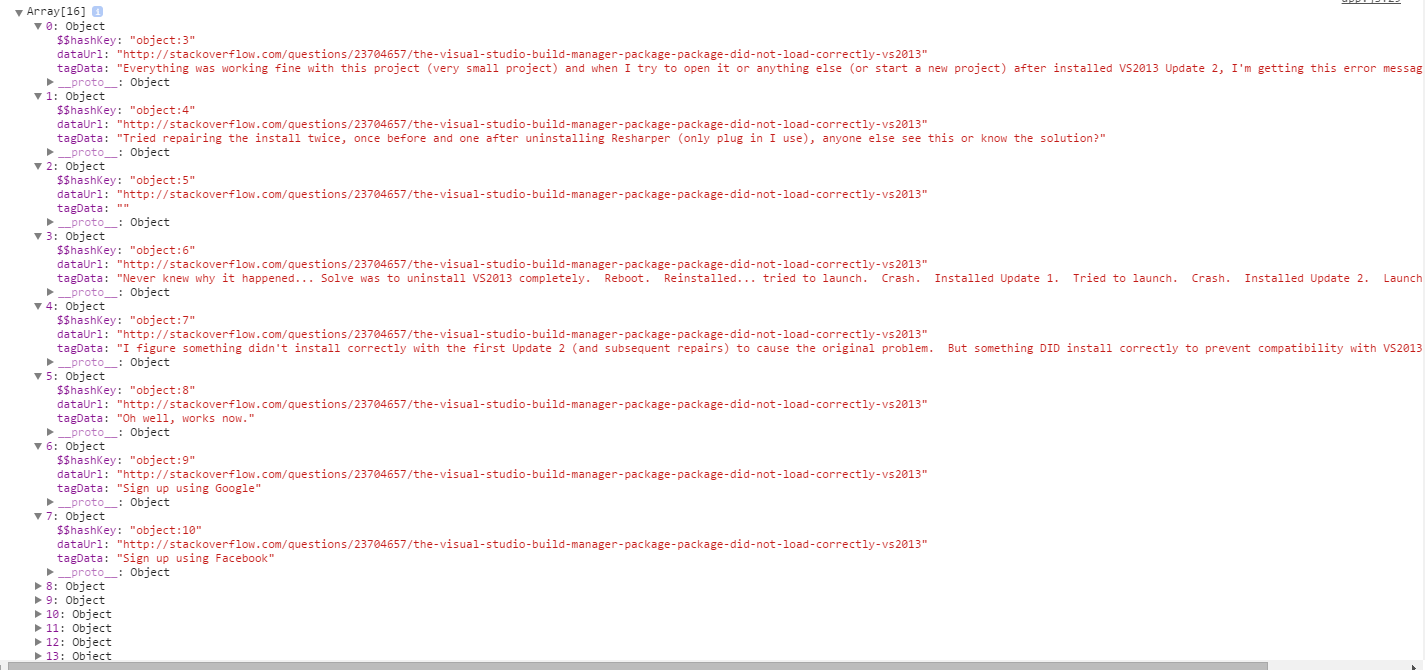 Array[16] i
0: Object
$$hashKey: "object:3"
dataUrl: "http://stackoverflow.com/questions/23704657/the-visual-studio-build-manager-package-package-did-not-load-correctly-vs2013"
tagData: "Everything was working fine with this project (very small project) and when I try to open it or anything else (or start a new project) after installed VS2013 Update 2, I'm getting this error messag
__proto__: Object
1: Object
$$hashKey: "object:4"
dataUrl: "http://stackoverflow.com/questions/23704657/the-visual-studio-build-manager-package-package-did-not-load-correctly-vs2013"
tagData: "Tried repairing the install twice, once before and one after uninstalling Resharper (only plug in I use), anyone else see this or know the solution?"
__proto__: Object
2: Object
$$hashKey: "object:5"
dataUrl: "http://stackoverflow.com/questions/23704657/the-visual-studio-build-manager-package-package-did-not-load-correctly-vs2013"
tagData: ""
__proto__: Object
3: Object
$$hashKey: "object:6"
dataUrl: "http://stackoverflow.com/questions/23704657/the-visual-studio-build-manager-package-package-did-not-load-correctly-vs2013"
tagData: "Never knew why it happened... Solve was to uninstall VS2013 completely.  Reboot.  Reinstalled... tried to launch.  Crash.  Installed Update 1.  Tried to launch.  Crash.  Installed Update 2.  Launch
__proto__: Object
4: Object
$$hashKey: "object:7"
dataUrl: "http://stackoverflow.com/questions/23704657/the-visual-studio-build-manager-package-package-did-not-load-correctly-vs2013"
tagData: "I figure something didn't install correctly with the first Update 2 (and subsequent repairs) to cause the original problem.  But something DID install correctly to prevent compatibility with VS2013
__proto__: Object
5: Object
$$hashKey: "object:8"
dataUrl: "http://stackoverflow.com/questions/23704657/the-visual-studio-build-manager-package-package-did-not-load-correctly-vs2013"
tagData: "Oh well, works now."
__proto__: Object
6: Object
$$hashKey: "object:9"
dataUrl: "http://stackoverflow.com/questions/23704657/the-visual-studio-build-manager-package-package-did-not-load-correctly-vs2013"
tagData: "Sign up using Google"
__proto__: Object
7: Object
$$hashKey: "object:10"
dataUrl: "http://stackoverflow.com/questions/23704657/the-visual-studio-build-manager-package-package-did-not-load-correctly-vs2013"
tagData: "Sign up using Facebook"
__proto__: Object
8: Object
9: Object
10: Object
11: Object
12: Object
13: Object